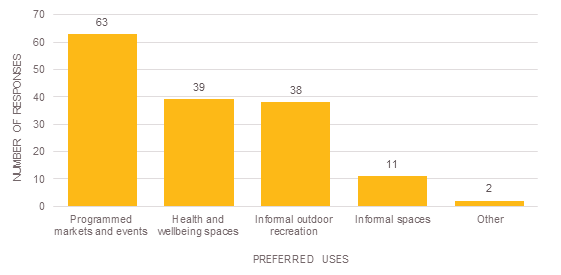 70
60
50
40
30
20
10
0
NUMBER OF RESPONSES
63
39
38
11
2
Programmed
markets and events
Health and
wellbeing spaces
Informal outdoor
recreation
Informal spaces
Other
PREFERRED USES